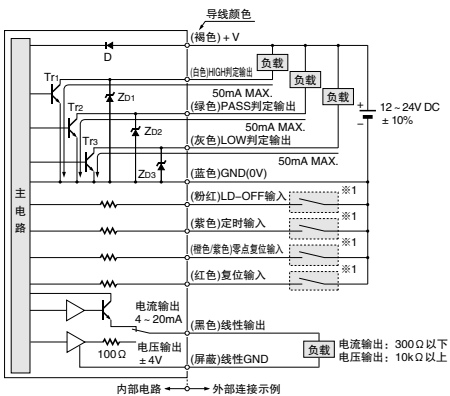 导线颜色
(褐色)+V
D
负载
(白色)HIGH判定输出
负载
Tr1
50mA MAX.
负载
ZD1
Tr2
(绿色)PASS判定输出
12~24V DC
±10%
+
−
50mA MAX.
ZD2
Tr3
(灰色)LOW判定输出
50mA MAX.
ZD3
(蓝色)GND(0V)
主电路
(粉红)LD-OFF输入
※1
(紫色)定时输入
※1
(橙色/紫色)零点复位输入
※1
(红色)复位输入
※1
电流输出
4~20mA
(黑色)线性输出
电压输出
±4V
100Ω
负载
电流输出：300Ω以下
电压输出：10kΩ以上
(屏蔽)线性GND
内部电路
外部连接示例